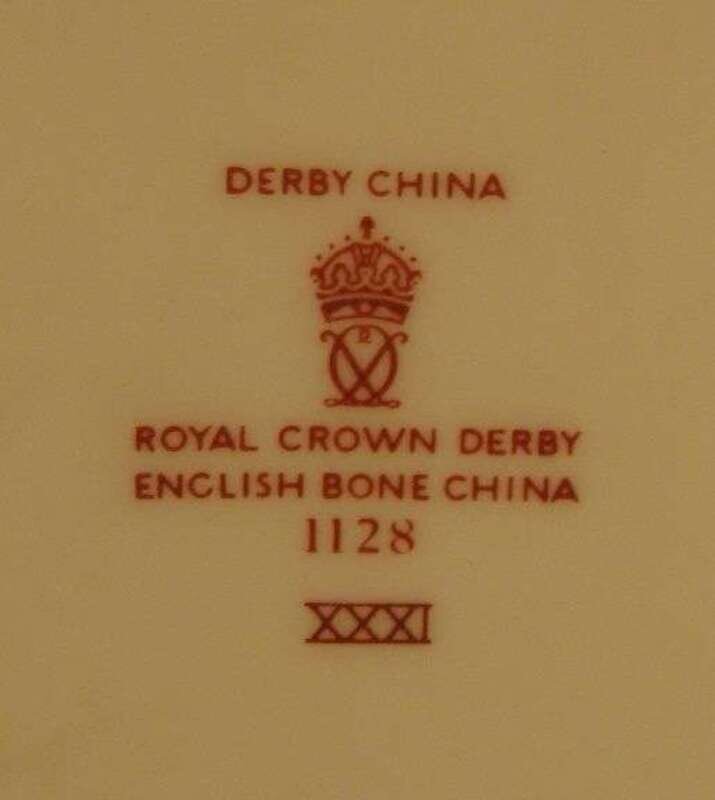 DERBY CHINA
ROYAL CROWN DERBY
ENGLISH BONE CHINA
1128
XXXI